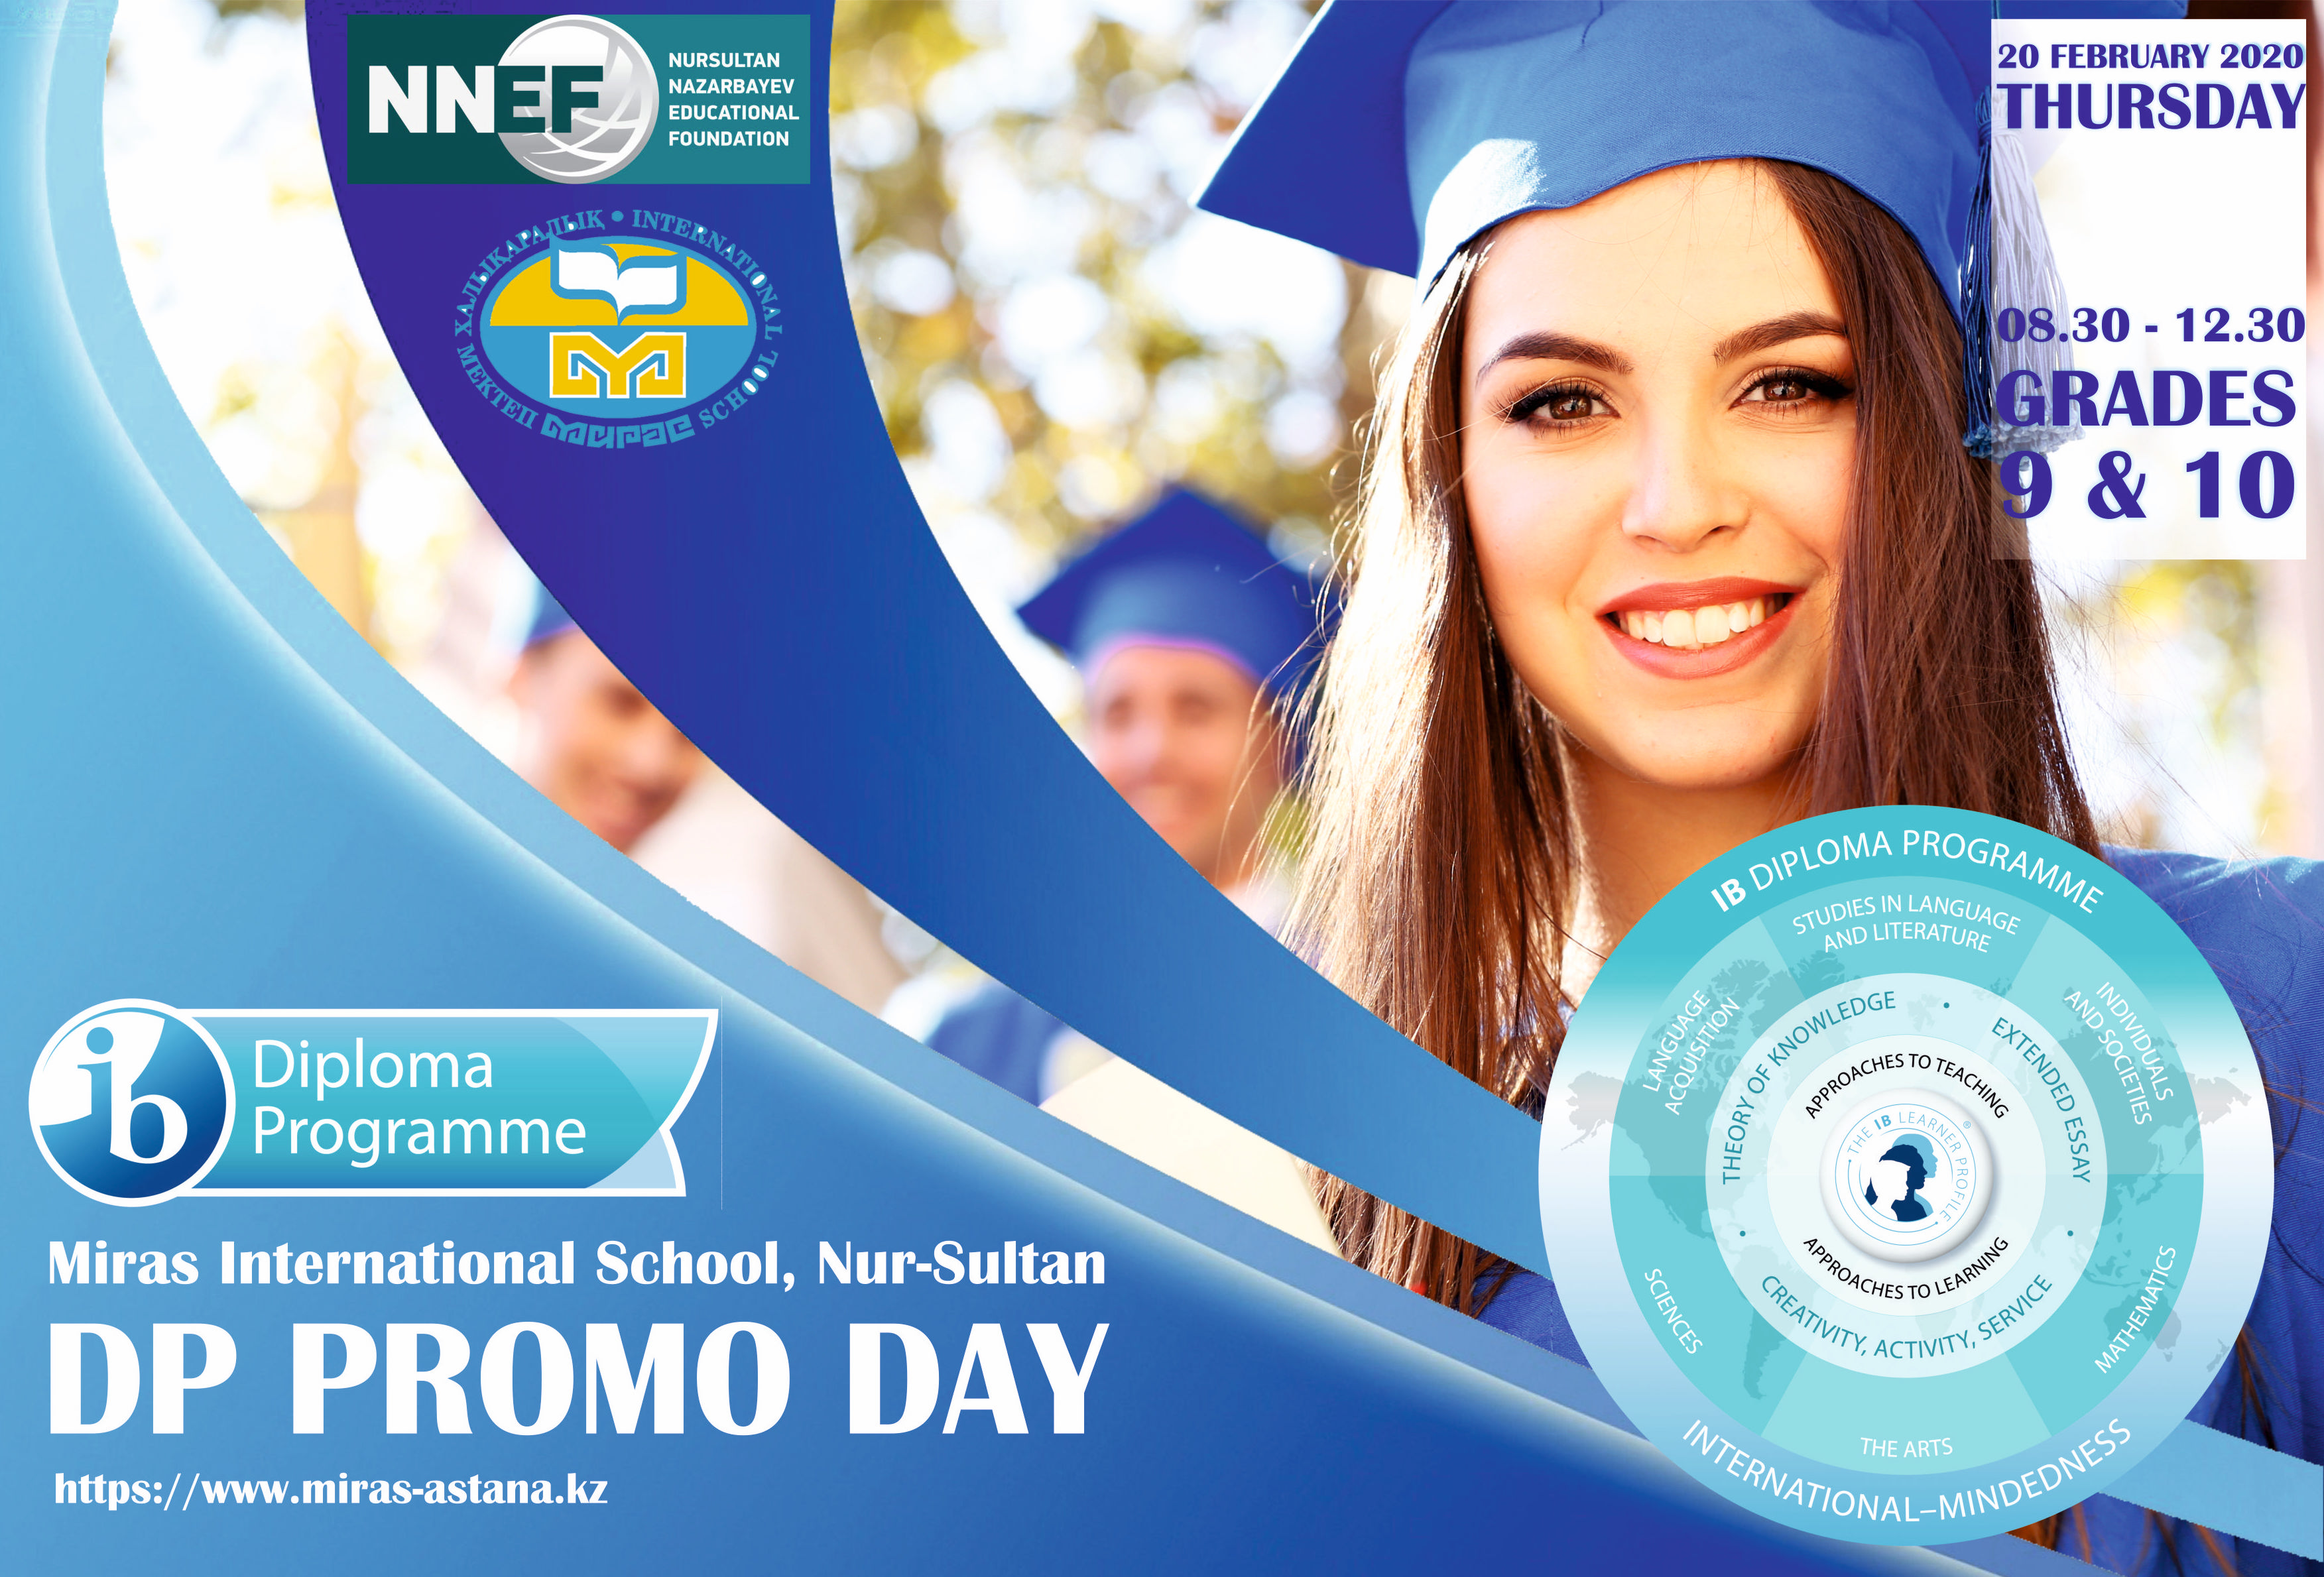 NNEF
NURSULTAN
NAZARBAYEV
EDUCATIONAL
FOUNDATION
ХАЛЫҚАРАЛЫҚ • INTERNATIONAL
МЕКТЕП мирас SCHOOL
20 FEBRUARY 2020
THURSDAY
08.30 - 12.30
GRADES
9 & 10
ib
Diploma
Programme
Miras International School, Nur-Sultan
DP PROMO DAY
https://www.miras-astana.kz
IB DIPLOMA PROGRAMME
STUDIES IN LANGUAGE
AND LITERATURE
LANGUAGE
ACQUISITION
INDIVIDUALS
AND SOCIETIES
THEORY OF KNOWLEDGE •
EXTENDED ESSAY •
APPROACHES TO TEACHING
THE IB LEARNER PROFILE ®
APPROACHES TO LEARNING
CREATIVITY, ACTIVITY, SERVICE •
SCIENCES
MATHEMATICS
THE ARTS
INTERNATIONAL–MINDEDNESS